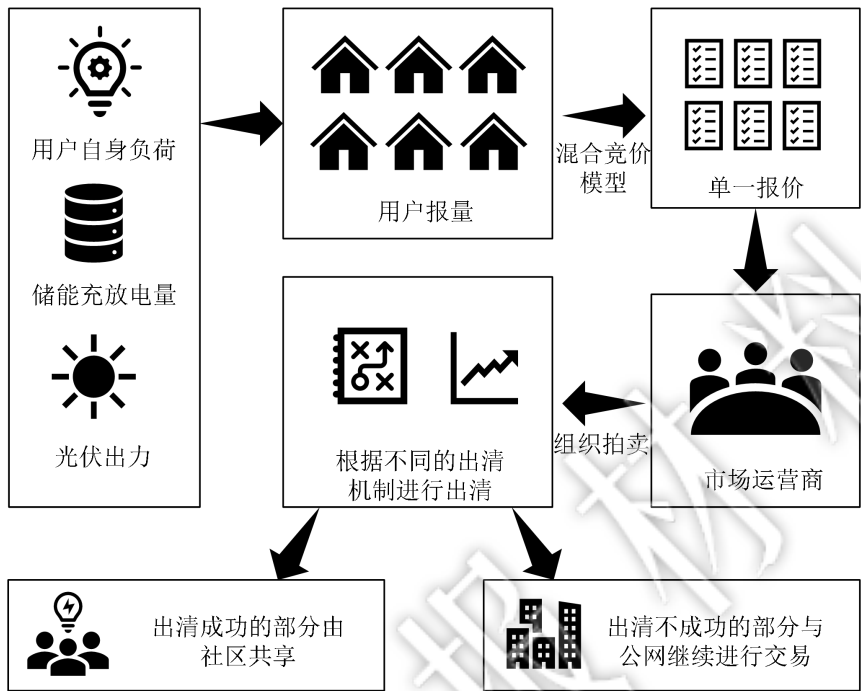 用户自身负荷
储能充放电量
光伏出力
用户报量
混合竞价
模型
单一报价
市场运营商
组织拍卖
根据不同的出清
机制进行出清
出清成功的部分由
社区共享
出清不成功的部分与
公网继续进行交易
报材料